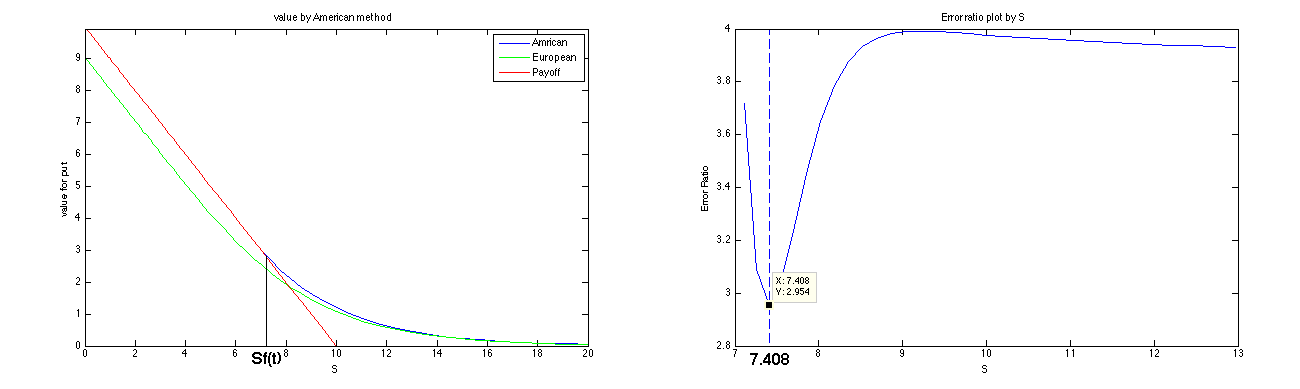 value by American method
value for put
9
8
7
6
5
4
3
2
1
0
Amrican
European
Payoff
0 2 4 6 8 10 12 14 16 18 20
Sf(t)
S
Error ratio plot by S
Error Ratio
4
3.8
3.6
3.4
3.2
3
2.8
X: 7.408
Y: 2.954
7 8 9 10 11 12 13
7.408
S